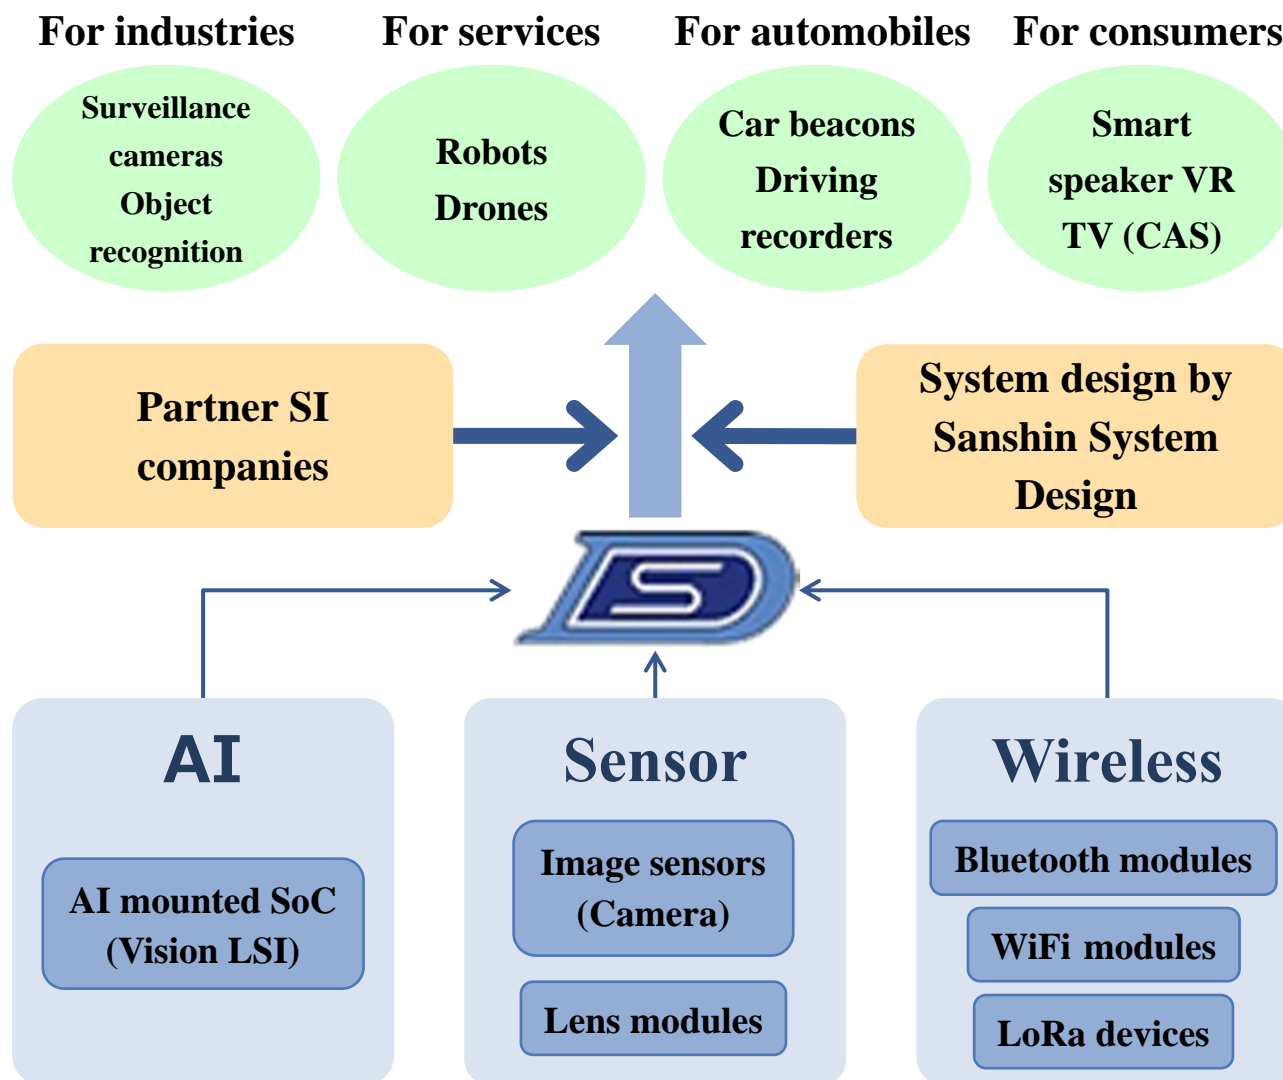 For industries
For services
For automobiles
For consumers
Surveillance
cameras
Object
recognition
Robots
Drones
Car beacons
Driving
recorders
Smart
speaker VR
TV (CAS)
Partner SI
companies
System design by
Sanshin System
Design
DS
AI
AI mounted SoC
(Vision LSI)
Sensor
Image sensors
(Camera)
Lens modules
Wireless
Bluetooth modules
WiFi modules
LoRa devices